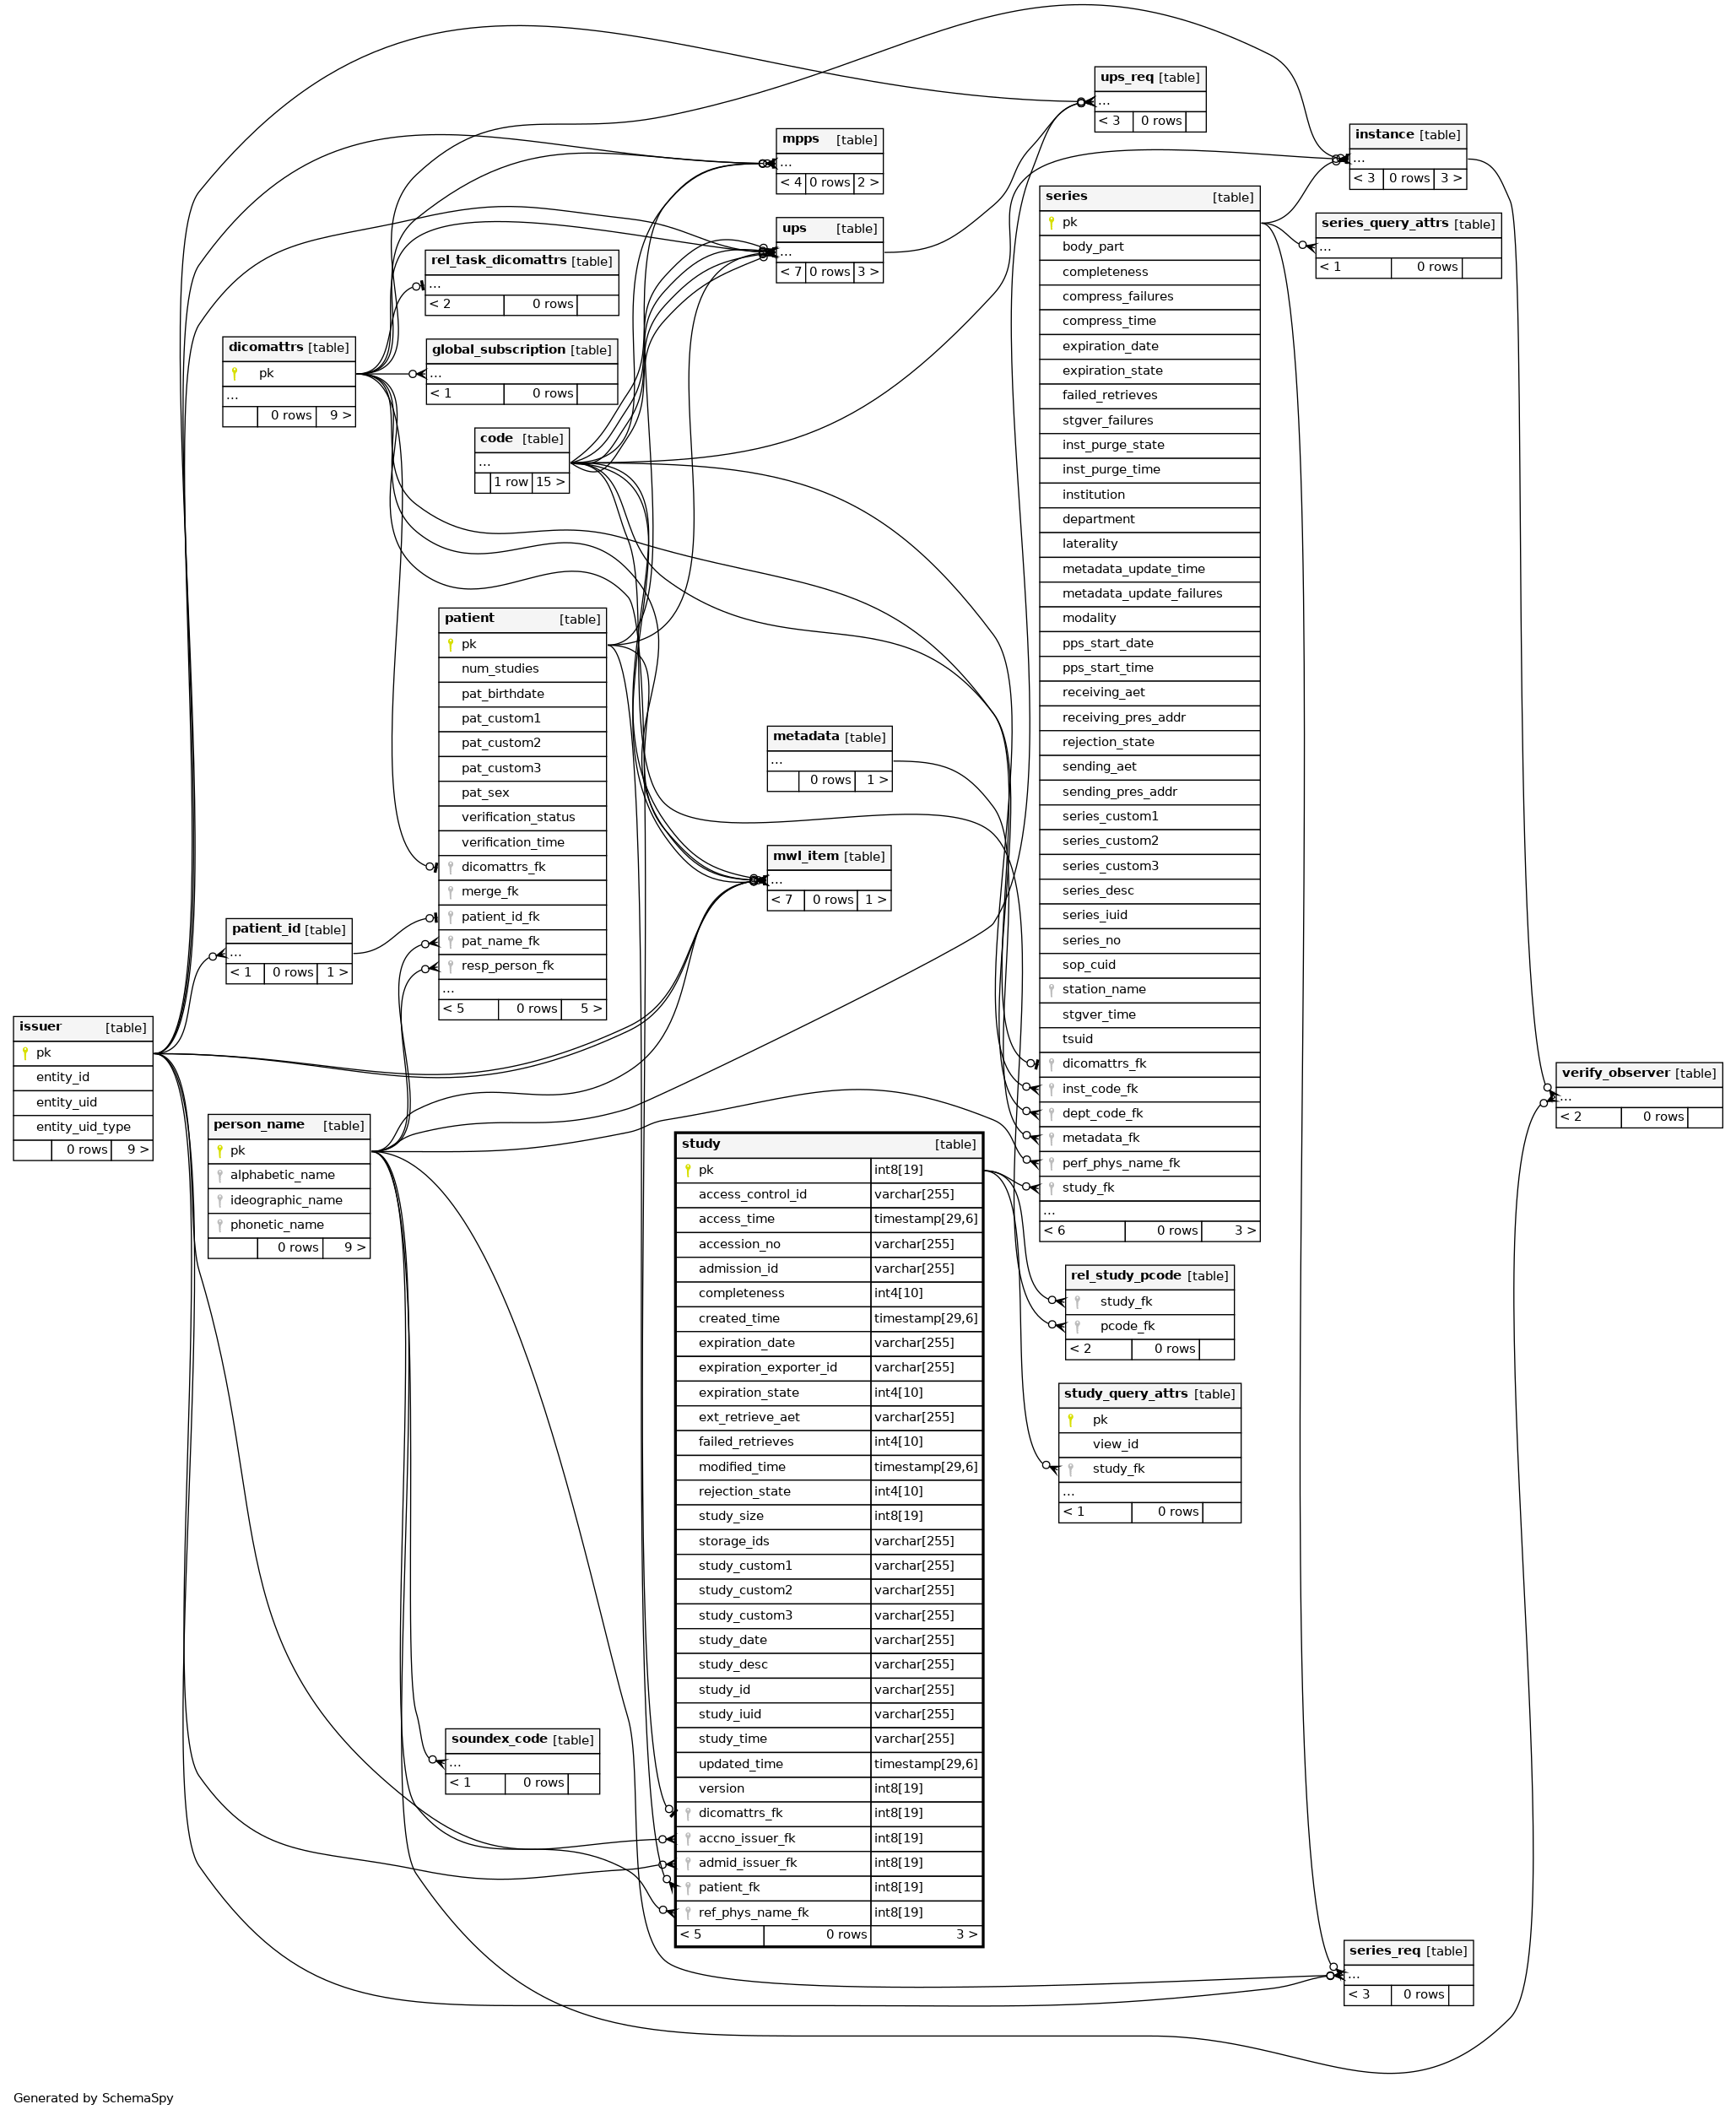 ups_req [table]
...
< 3 0 rows
mpps [table]
...
< 4 0 rows 2 >
instance [table]
...
< 3 0 rows 3 >
ups [table]
...
< 7 0 rows 3 >
series_query_attrs [table]
...
< 1 0 rows
rel_task_dicomattrs [table]
...
< 2 0 rows
dicomattrs [table]
pk
...
0 rows 9 >
global_subscription [table]
...
< 1 0 rows
code [table]
...
1 row 15 >
series [table]
pk
body_part
completeness
compress_failures
compress_time
expiration_date
expiration_state
failed_retrieves
stgver_failures
inst_purge_state
inst_purge_time
institution
department
laterality
metadata_update_time
metadata_update_failures
modality
pps_start_date
pps_start_time
receiving_aet
receiving_pres_addr
rejection_state
sending_aet
sending_pres_addr
series_custom1
series_custom2
series_custom3
series_desc
series_iuid
series_no
sop_cuid
station_name
stgver_time
tsuid
dicomattrs_fk
inst_code_fk
dept_code_fk
metadata_fk
perf_phys_name_fk
study_fk
...
< 6 0 rows 3 >
patient [table]
pk
num_studies
pat_birthdate
pat_custom1
pat_custom2
pat_custom3
pat_sex
verification_status
verification_time
dicomattrs_fk
merge_fk
patient_id_fk
pat_name_fk
resp_person_fk
...
< 5 0 rows 5 >
metadata [table]
...
0 rows 1 >
mwl_item [table]
...
< 7 0 rows 1 >
patient_id [table]
...
< 1 0 rows 1 >
issuer [table]
pk
entity_id
entity_uid
entity_uid_type
0 rows 9 >
verify_observer [table]
...
< 2 0 rows
person_name [table]
pk
alphabetic_name
ideographic_name
phonetic_name
0 rows 9 >
study [table]
pk int8[19]
access_control_id varchar[255]
access_time timestamp[29,6]
accession_no varchar[255]
admission_id varchar[255]
completeness int4[10]
created_time timestamp[29,6]
expiration_date varchar[255]
expiration_exporter_id varchar[255]
expiration_state int4[10]
ext_retrieve_aet varchar[255]
failed_retrieves int4[10]
modified_time timestamp[29,6]
rejection_state int4[10]
study_size int8[19]
storage_ids varchar[255]
study_custom1 varchar[255]
study_custom2 varchar[255]
study_custom3 varchar[255]
study_date varchar[255]
study_desc varchar[255]
study_id varchar[255]
study_iuid varchar[255]
study_time varchar[255]
updated_time timestamp[29,6]
version int8[19]
dicomattrs_fk int8[19]
accno_issuer_fk int8[19]
admid_issuer_fk int8[19]
patient_fk int8[19]
ref_phys_name_fk int8[19]
< 5 0 rows 3 >
rel_study_pcode [table]
study_fk
pcode_fk
< 2 0 rows
study_query_attrs [table]
pk
view_id
study_fk
...
< 1 0 rows
soundex_code [table]
...
< 1 0 rows
series_req [table]
...
< 3 0 rows
Generated by SchemaSpy